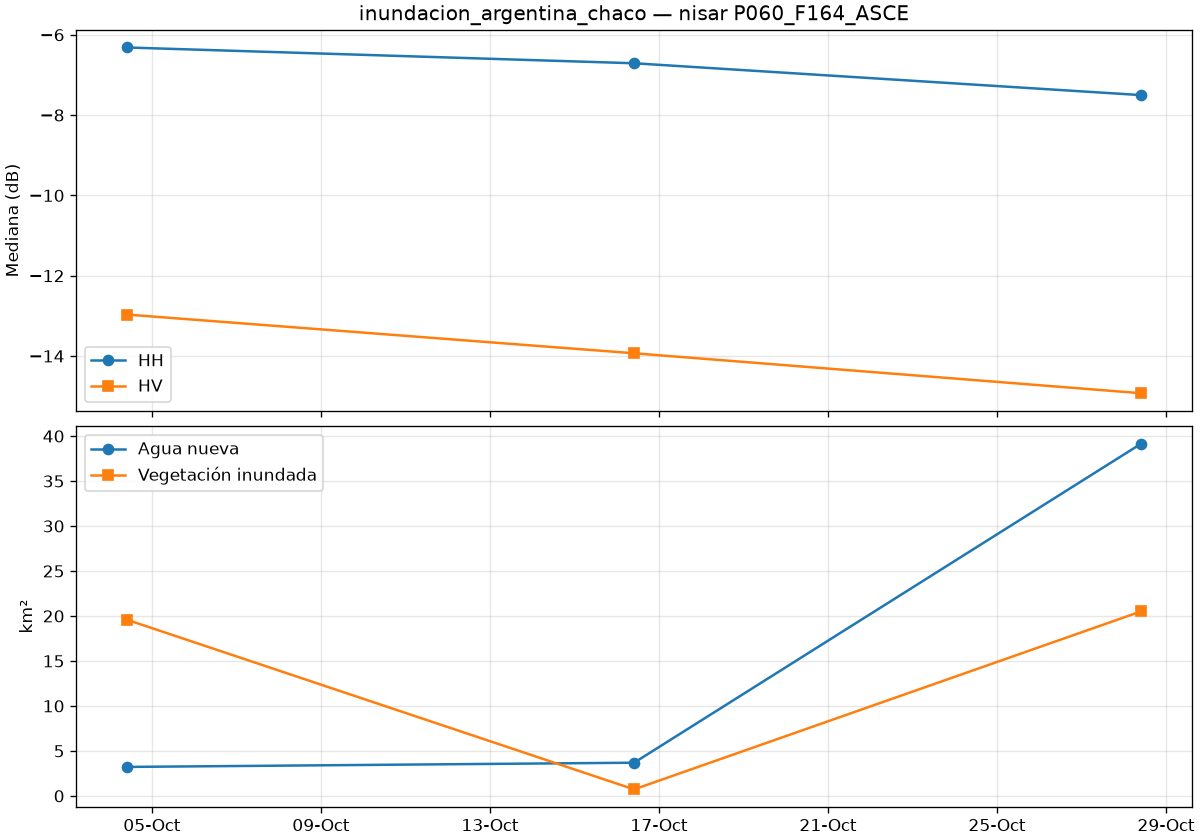 inundacion_argentina_chaco — nisar P060_F164_ASCE
Mediana (dB)
−6
−8
−10
−12
−14
HH
HV
km²
40
35
30
25
20
15
10
5
0
Agua nueva
Vegetación inundada
05-Oct 09-Oct 13-Oct 17-Oct 21-Oct 25-Oct 29-Oct